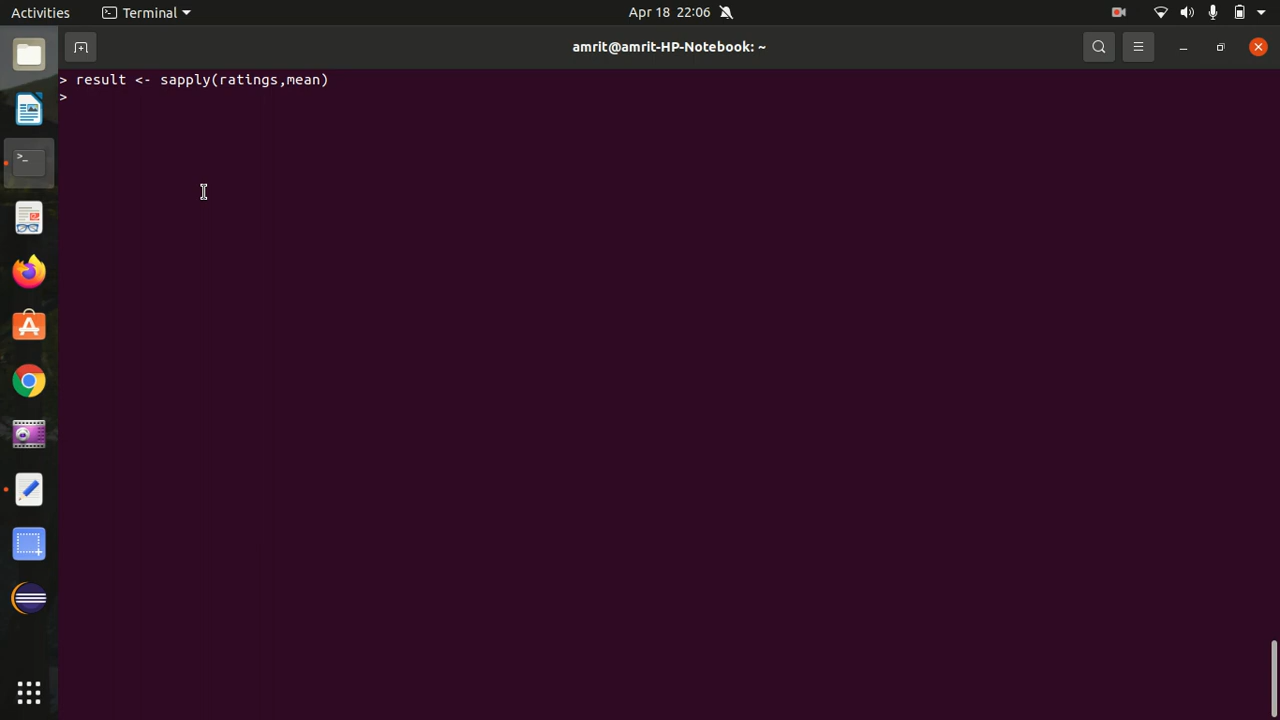 Activities
Terminal
Apr 18 22:06
amrit@amrit-HP-Notebook: ~
> result <- sapply(ratings,mean)
>